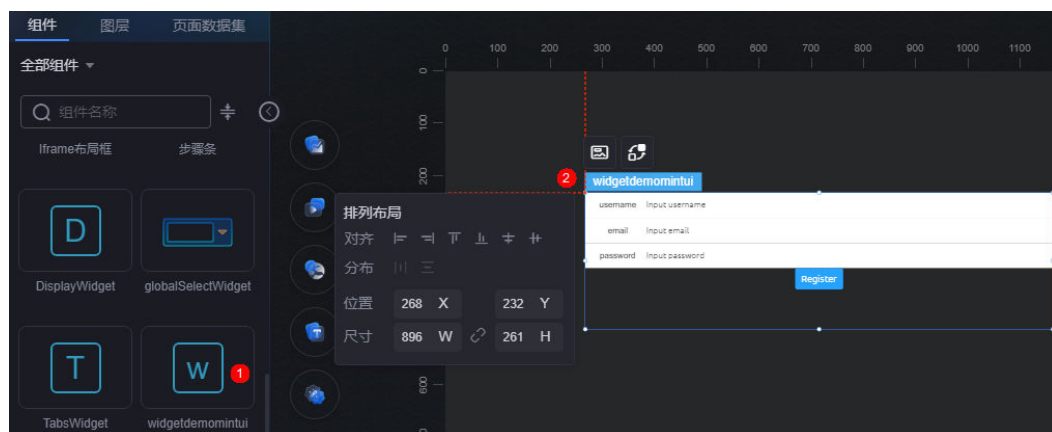 组件 图层 页面数据集
全部组件
组件名称
Iframe布局框 步骤条
D
DisplayWidget globalSelectWidget
T W 1
TabsWidget widgetdemomintui
0 100 200 300 400 500 600 700 800 900 1000 1100
0
100
200
600
排列布局
对齐
分布
位置 268 X 232 Y
尺寸 896 W 261 H
2 widgetdemomintui
username Input username
email Input email
password Input password
Register